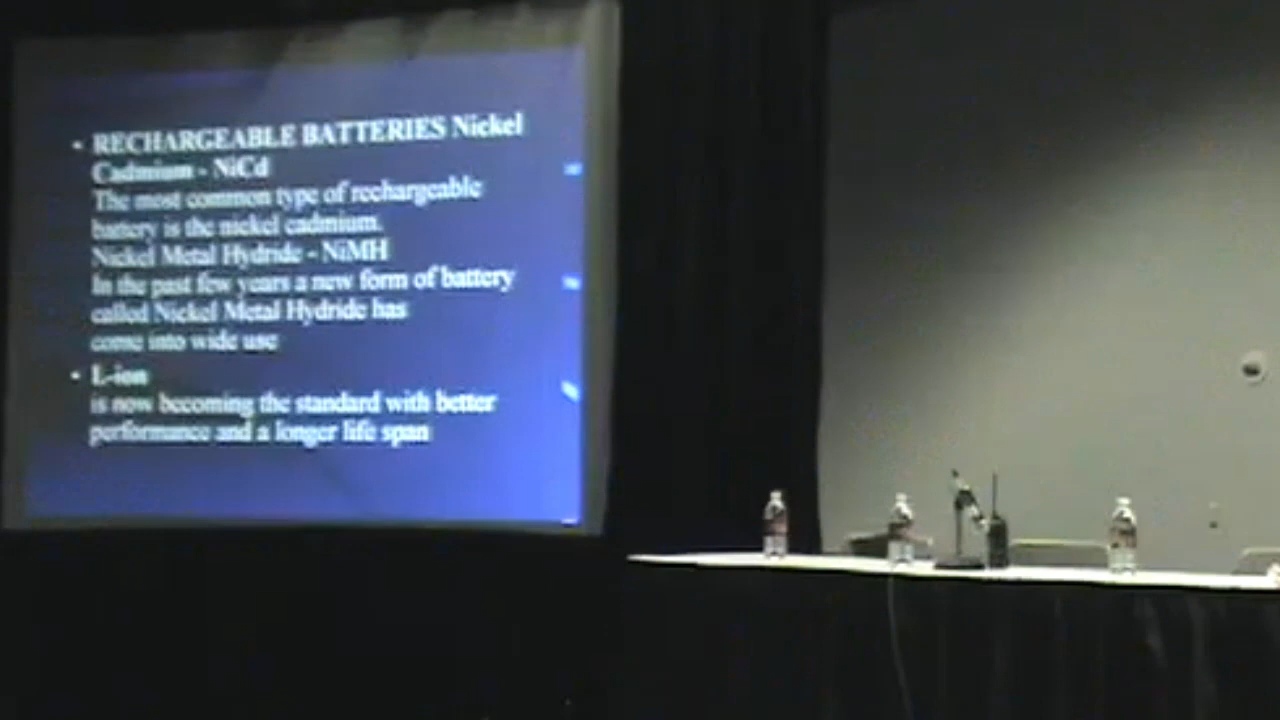 • RECHARGEABLE BATTERIES Nickel
Cadmium - NiCd
The most common type of rechargeable
battery is the nickel cadmium.
Nickel Metal Hydride - NiMH
In the past few years a new form of battery
called Nickel Metal Hydride has
come into wide use
• L-ion
is now becoming the standard with better
performance and a longer life span